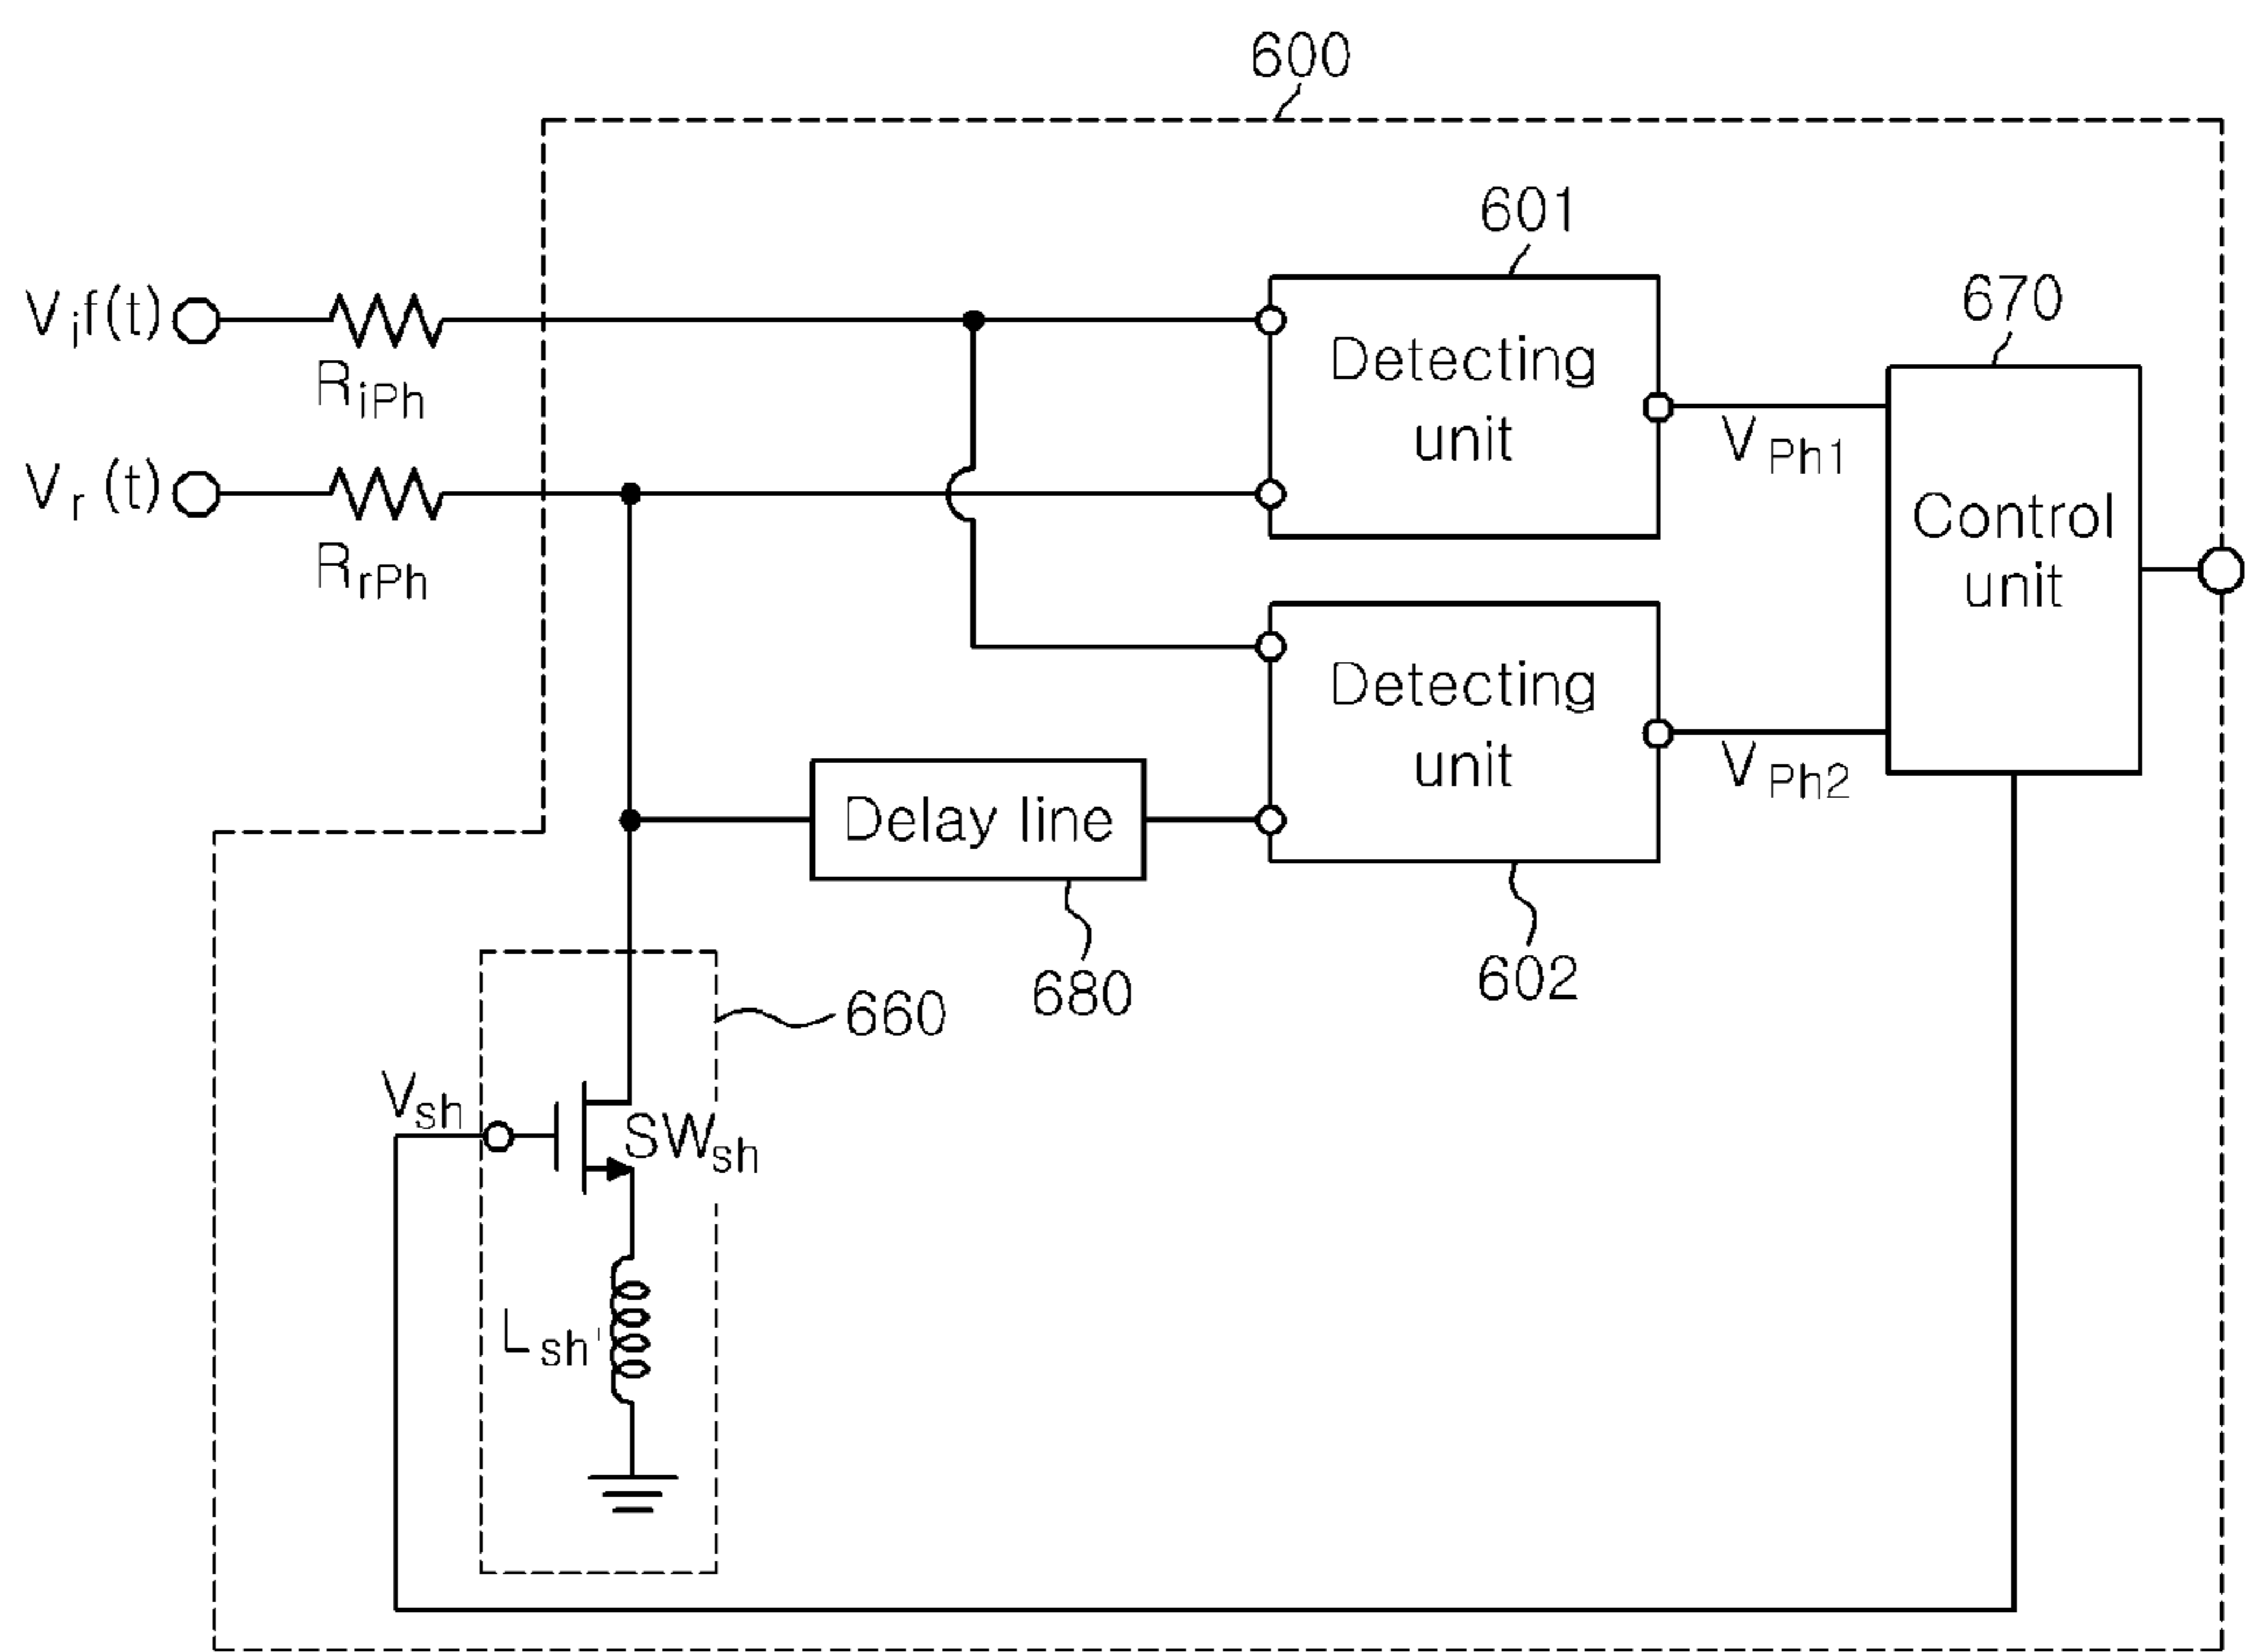 600
601
V_if(t)
R_iPh
Detecting
unit
670
V_Ph1
V_r (t)
R_rPh
Control
unit
Detecting
unit
V_Ph2
Delay line
680
602
660
V_sh
SW_sh
L_sh'